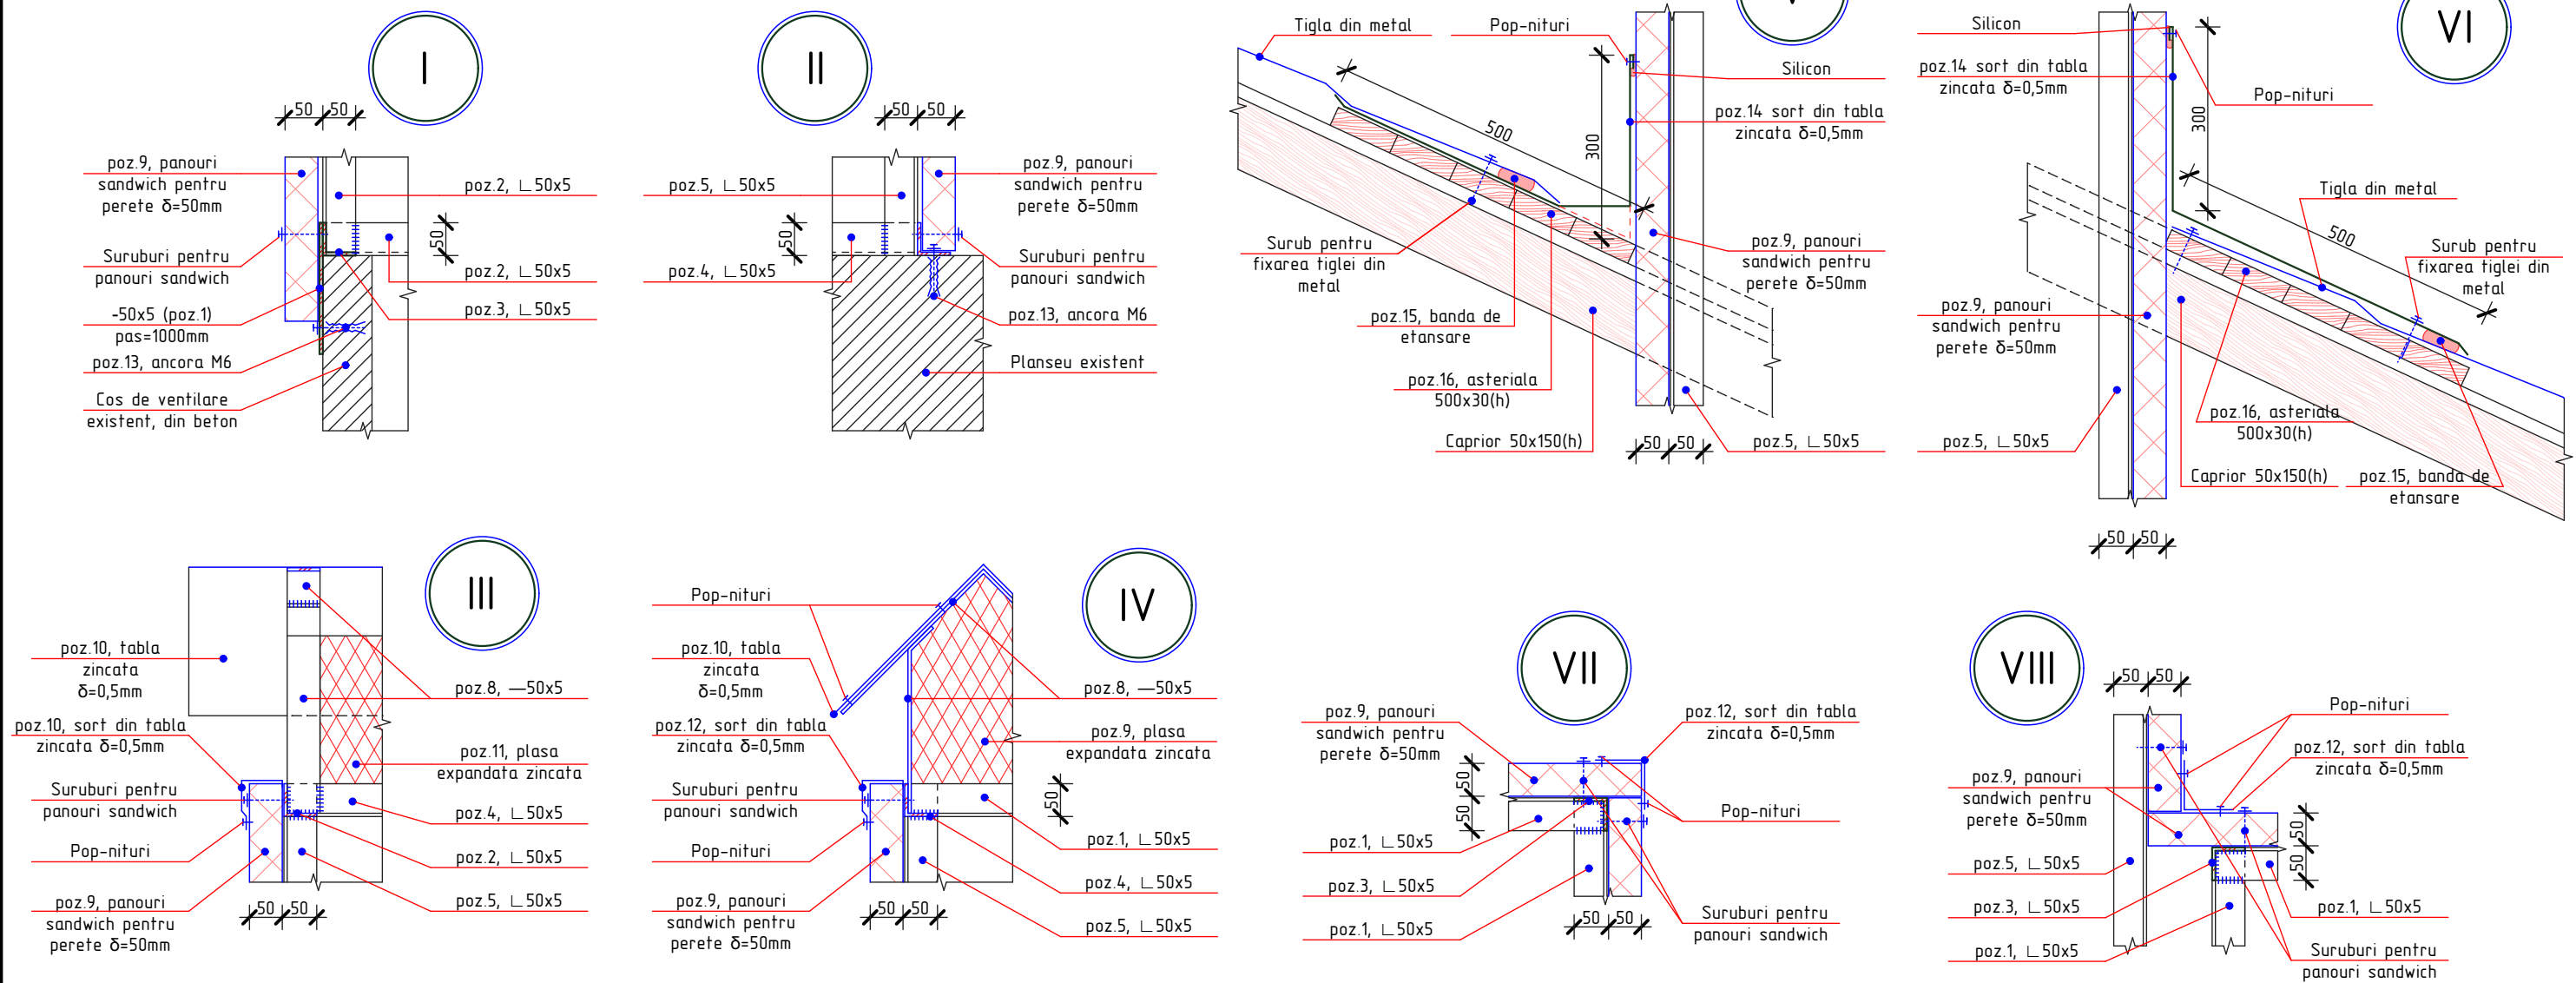 I
50 50
poz.9, panouri
sandwich pentru
perete δ=50mm
Suruburi pentru
panouri sandwich
-50x5 (poz.1)
pas=1000mm
poz.13, ancora M6
Cos de ventilare
existent, din beton
poz.2, ∟50x5
50
poz.2, ∟50x5
poz.3, ∟50x5
II
50 50
poz.5, ∟50x5
50
poz.4, ∟50x5
poz.9, panouri
sandwich pentru
perete δ=50mm
Suruburi pentru
panouri sandwich
poz.13, ancora M6
Planseu existent
Tigla din metal
Pop-nituri
Silicon
500
300
poz.14 sort din tabla
zincata δ=0,5mm
Surub pentru
fixarea tiglei din
metal
poz.9, panouri
sandwich pentru
perete δ=50mm
poz.15, banda de
etansare
poz.16, asteriala
500x30(h)
Caprior 50x150(h)
50 50
poz.5, ∟50x5
VI
Silicon
poz.14 sort din tabla
zincata δ=0,5mm
Pop-nituri
300
Tigla din metal
500
Surub pentru
fixarea tiglei din
metal
poz.9, panouri
sandwich pentru
perete δ=50mm
poz.16, asteriala
500x30(h)
poz.5, ∟50x5
Caprior 50x150(h)
poz.15, banda de
etansare
50 50
III
poz.10, tabla
zincata
δ=0,5mm
poz.10, sort din tabla
zincata δ=0,5mm
Suruburi pentru
panouri sandwich
Pop-nituri
poz.9, panouri
sandwich pentru
perete δ=50mm
50 50
poz.8, —50x5
poz.11, plasa
expandata zincata
poz.4, ∟50x5
poz.2, ∟50x5
poz.5, ∟50x5
IV
Pop-nituri
poz.10, tabla
zincata
δ=0,5mm
poz.12, sort din tabla
zincata δ=0,5mm
Suruburi pentru
panouri sandwich
Pop-nituri
poz.9, panouri
sandwich pentru
perete δ=50mm
50 50
poz.8, —50x5
poz.9, plasa
expandata zincata
50
poz.1, ∟50x5
poz.4, ∟50x5
poz.5, ∟50x5
VII
poz.9, panouri
sandwich pentru
perete δ=50mm
50
50
poz.12, sort din tabla
zincata δ=0,5mm
Pop-nituri
poz.1, ∟50x5
poz.3, ∟50x5
poz.1, ∟50x5
50 50
Suruburi pentru
panouri sandwich
VIII
50 50
Pop-nituri
poz.12, sort din tabla
zincata δ=0,5mm
poz.9, panouri
sandwich pentru
perete δ=50mm
50
50
poz.5, ∟50x5
poz.3, ∟50x5
poz.1, ∟50x5
poz.1, ∟50x5
Suruburi pentru
panouri sandwich